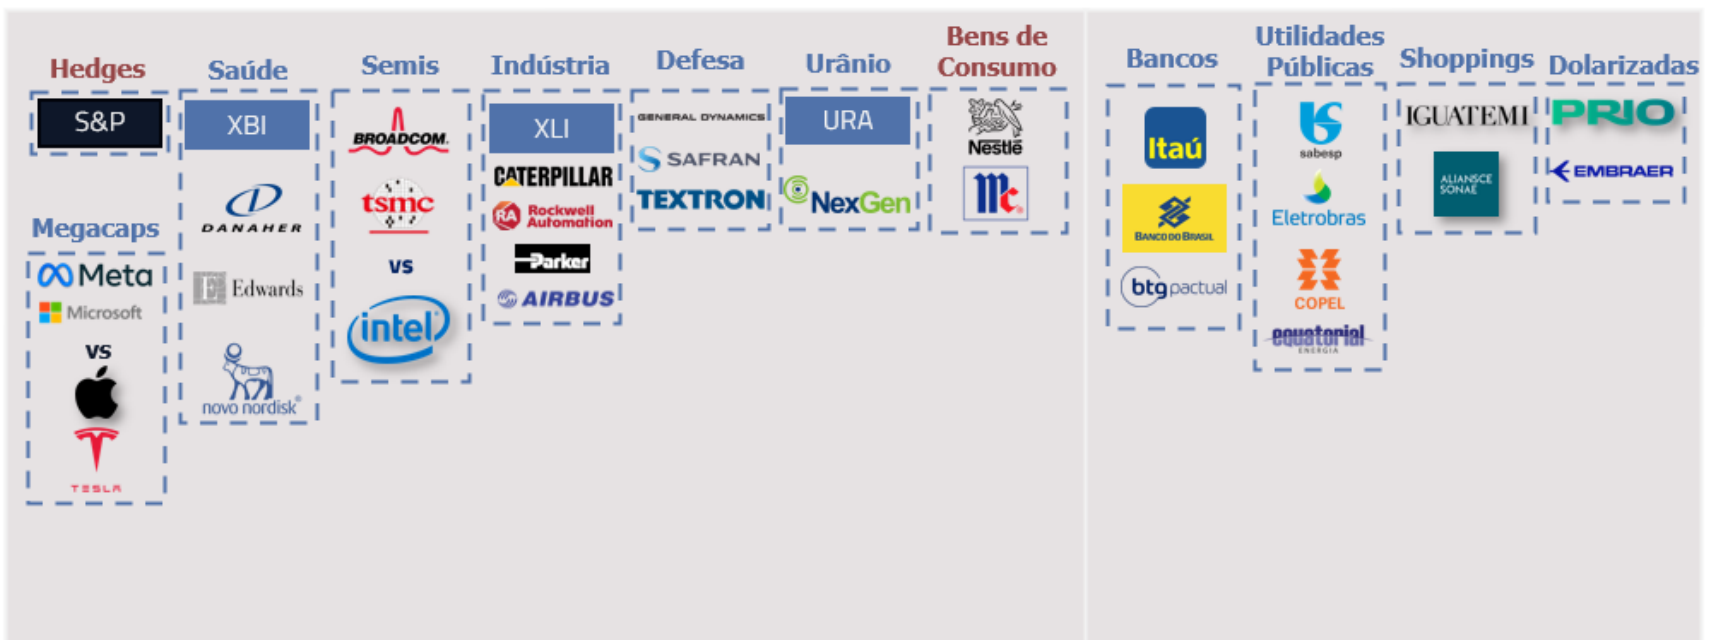 Hedges
S&P
Megacaps
Meta
Microsoft
vs
TESLA
Saúde
XBI
DANAHER
Edwards
novo nordisk®
Semis
BROADCOM.
tsmc
vs
intel
Indústria
XLI
CATERPILLAR
RA Rockwell
Automation
Parker
AIRBUS
Defesa
GENERAL DYNAMICS
SAFRAN
TEXTRON
Urânio
URA
NexGen
Bens de
Consumo
Nestlé
Mc
Bancos
Itaú
BANCO DO BRASIL
btg pactual
Utilidades
Públicas
sabesp
Eletrobras
COPEL
equatorial
ENERGIA
Shoppings
IGUATEMI
ALIANSCE
SONAE
Dolarizadas
PRIO
EMBRAER